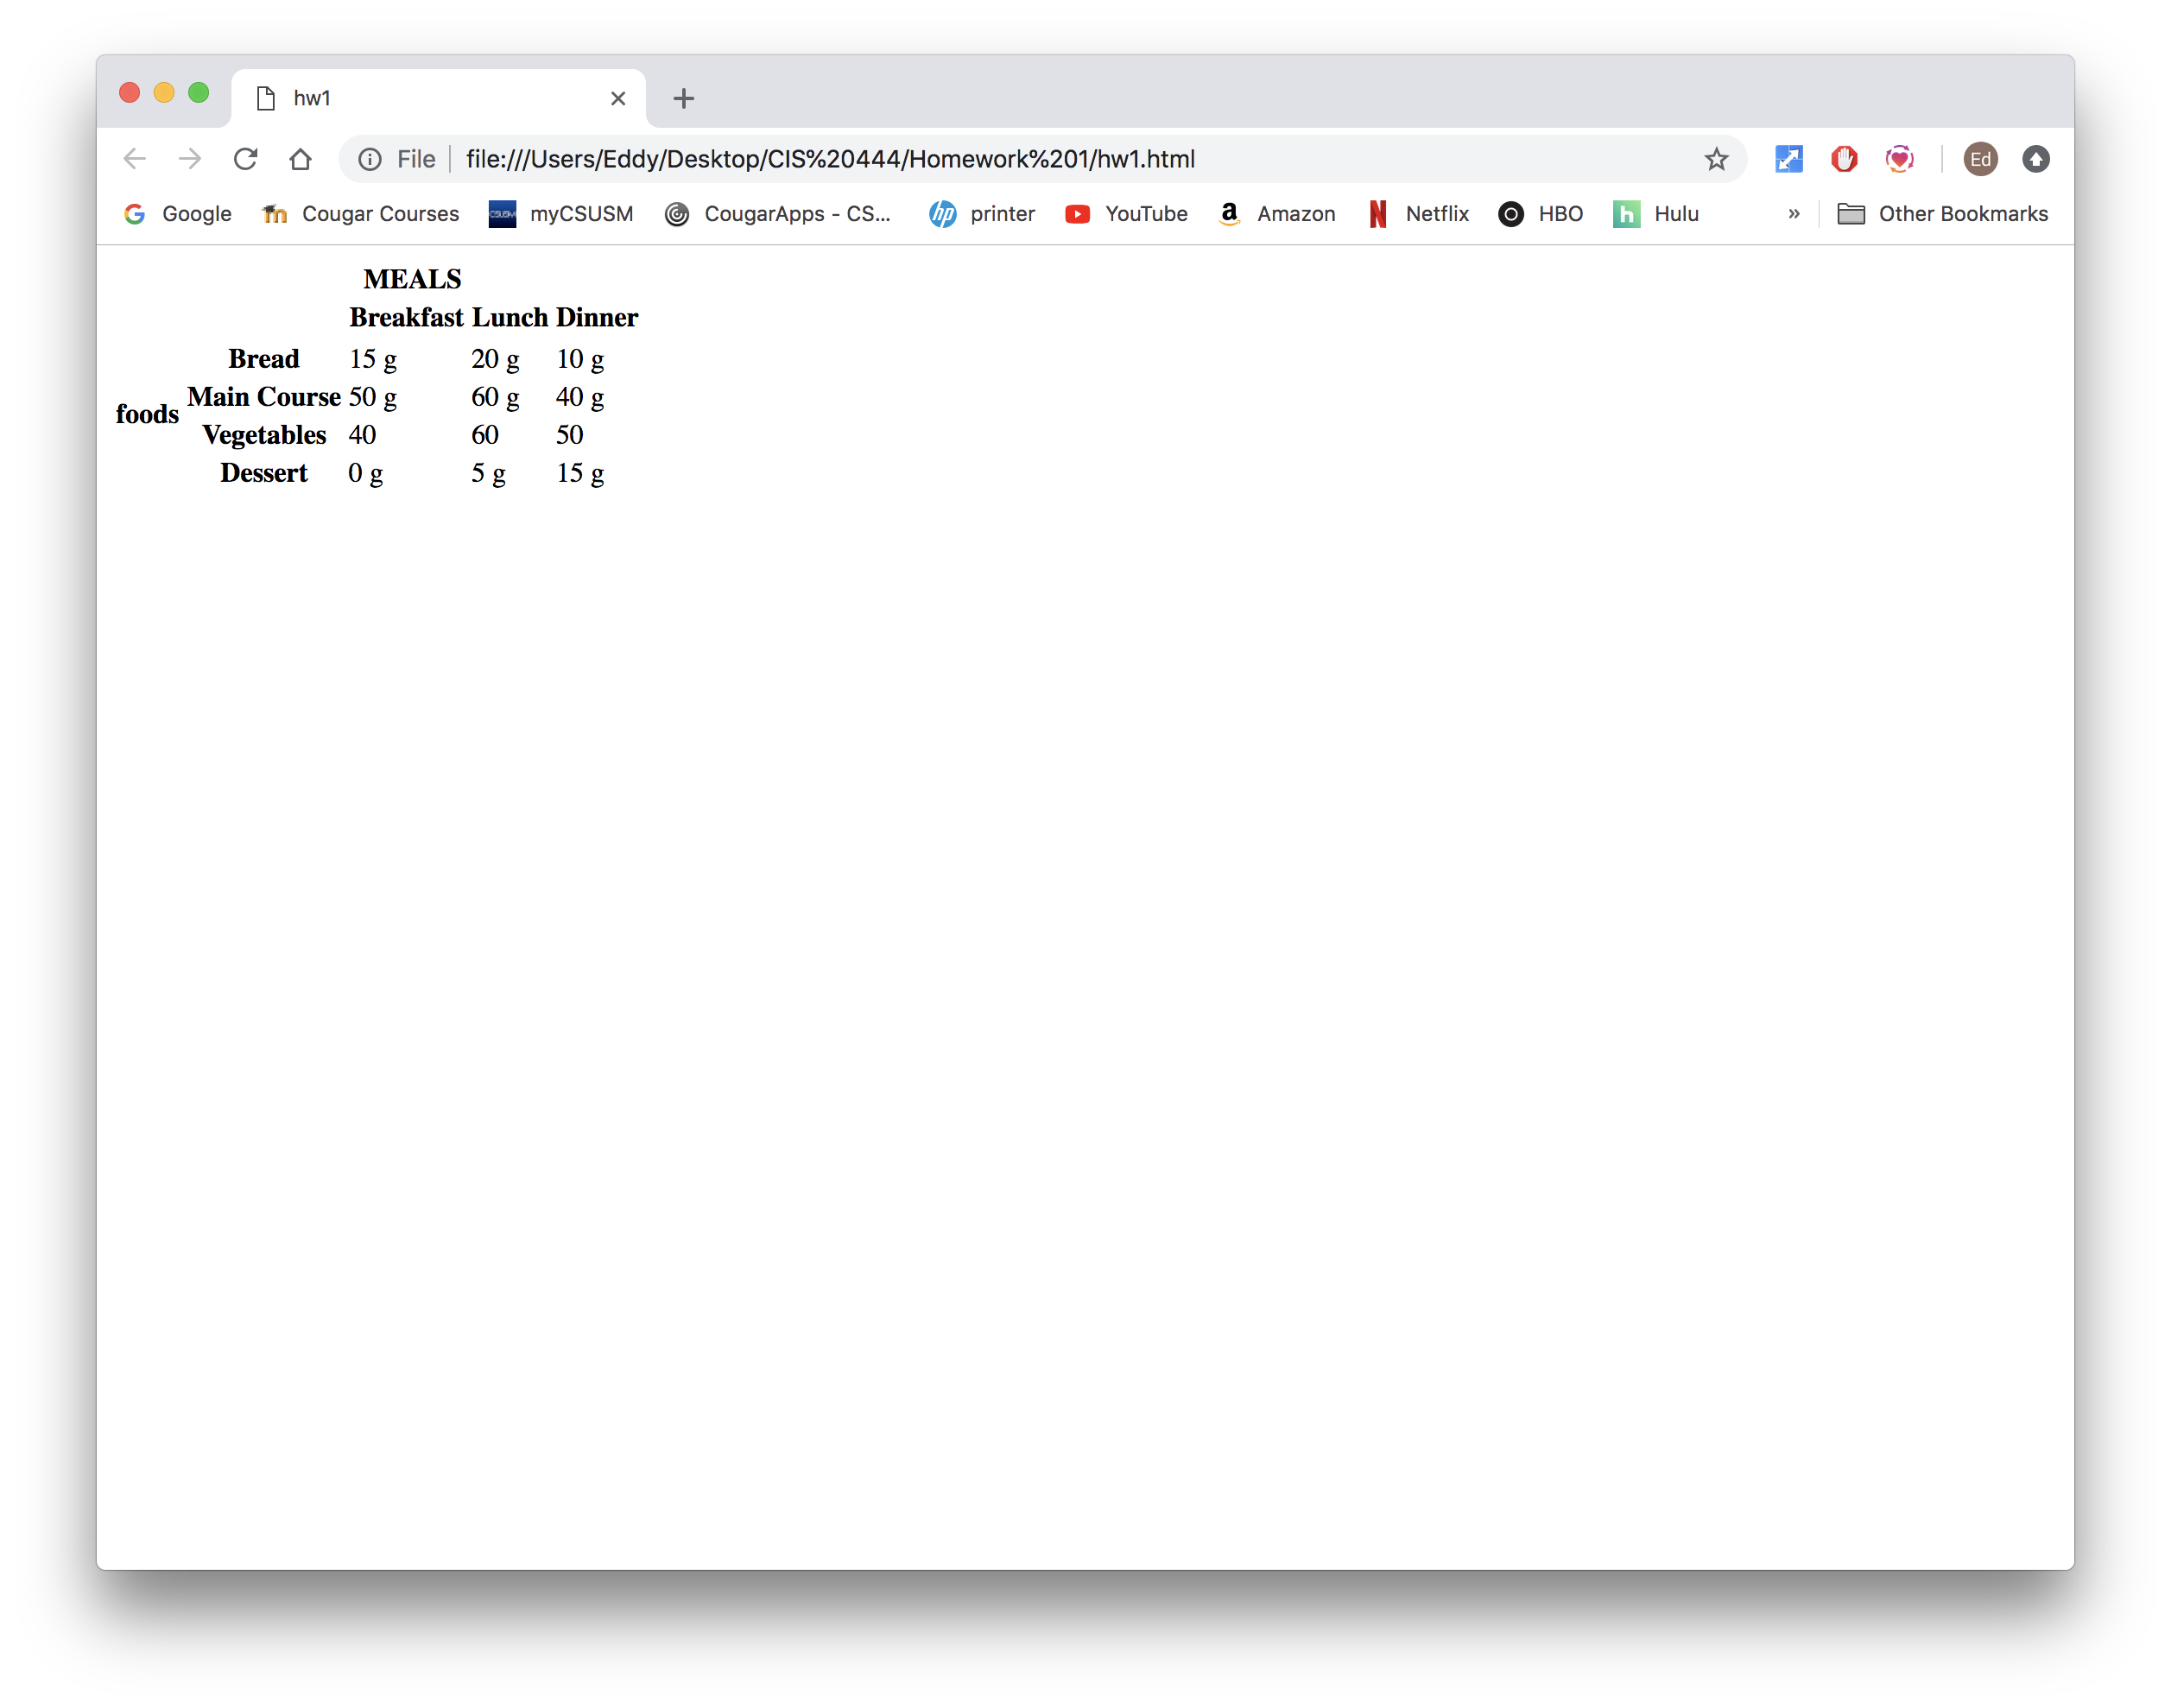 hw1
File file:///Users/Eddy/Desktop/CIS%20444/Homework%201/hw1.html Ed
Google Cougar Courses CSUSM myCSUSM CougarApps - CS... hp printer YouTube a Amazon N Netflix HBO h Hulu » Other Bookmarks
MEALS
Breakfast Lunch Dinner
Bread 15 g 20 g 10 g
Main Course 50 g 60 g 40 g
foods
Vegetables 40 60 50
Dessert 0 g 5 g 15 g